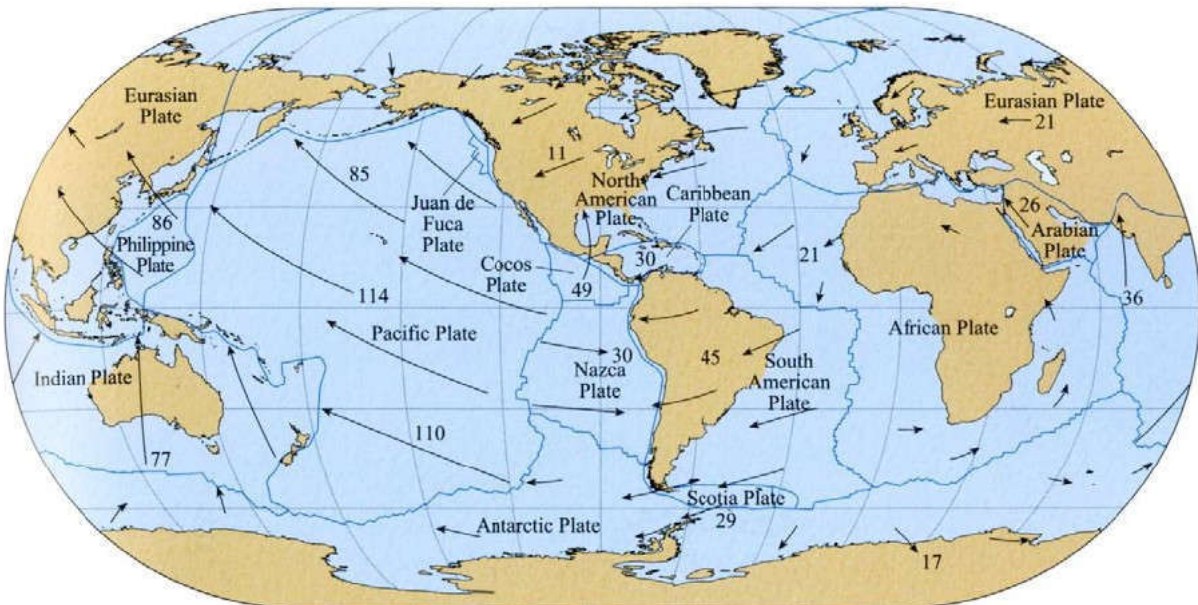 Eurasian
Plate
86
Philippine
Plate
85
114
Pacific Plate
Indian Plate
77
110
Juan de
Fuca
Plate
11
North
American
Plate
Caribbean
Plate
30
Cocos
Plate
49
30
Nazca
Plate
45
South
American
Plate
Scotia Plate
29
Antarctic Plate
21
African Plate
Eurasian Plate
21
26
Arabian
Plate
36
17